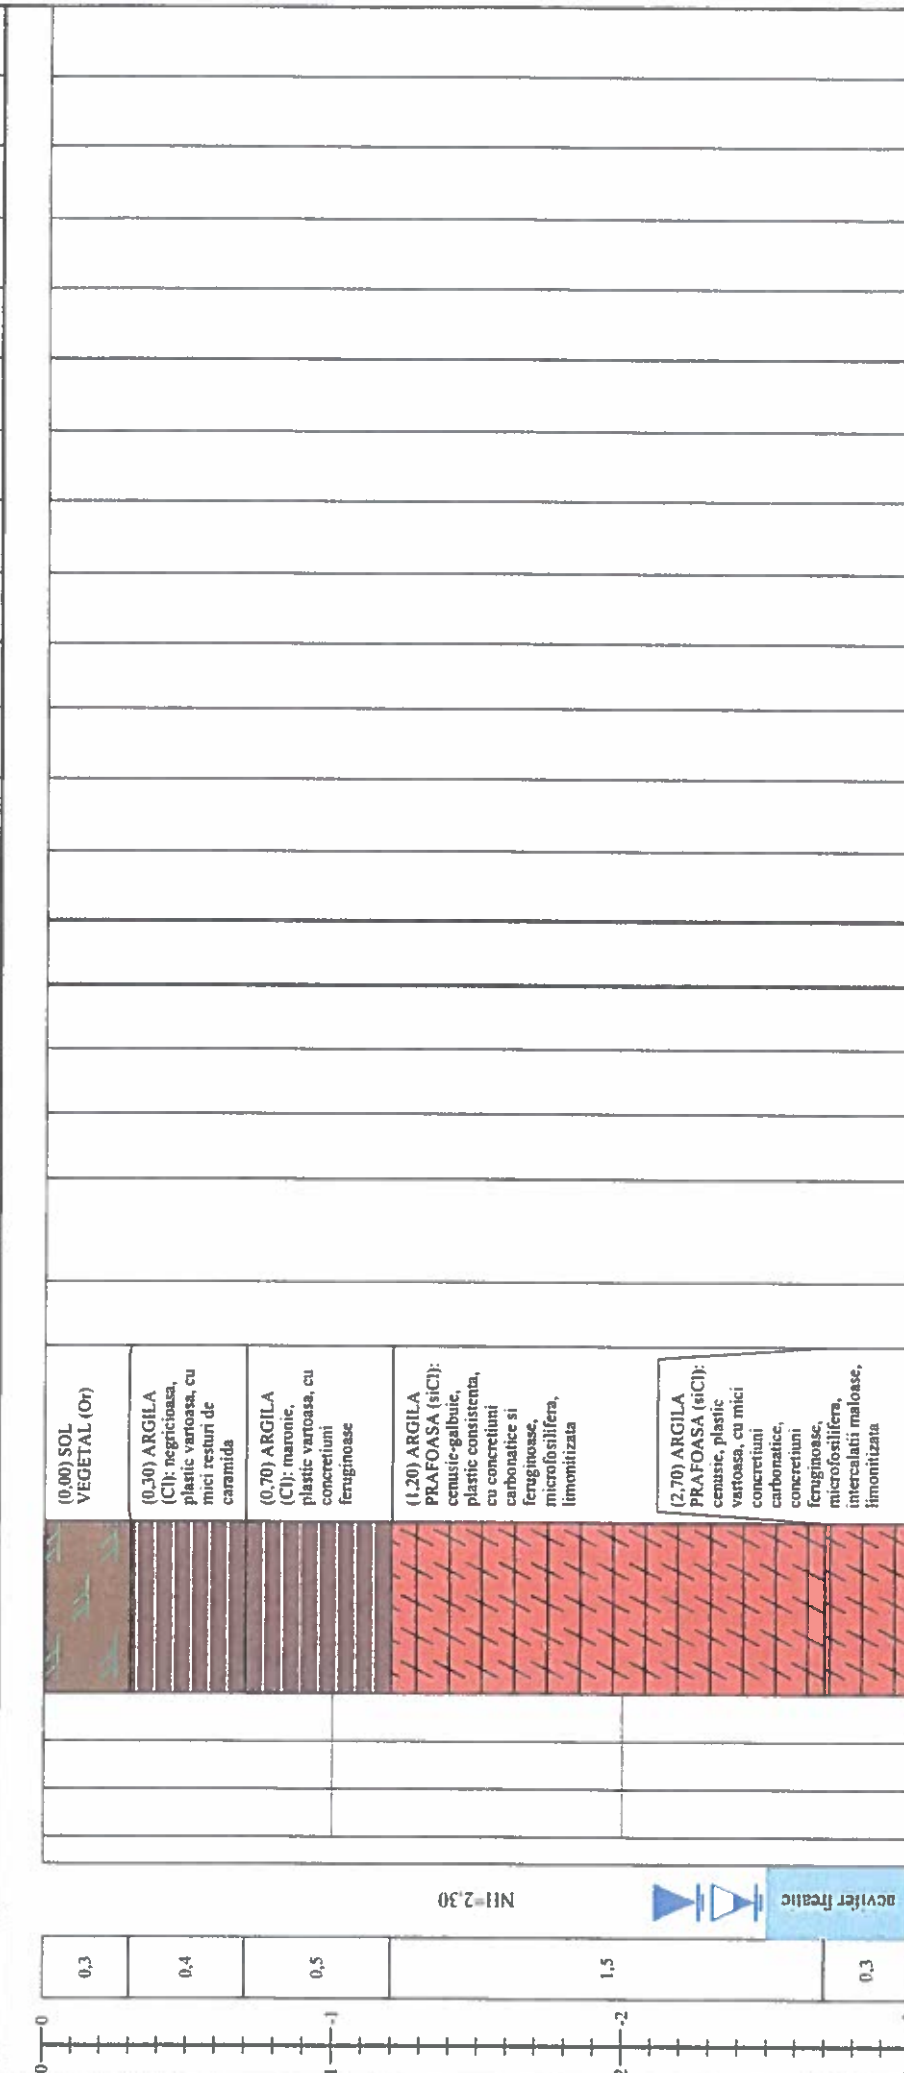 (0,00) SOL
VEGETAL (Or)
(0,30) ARGILA
(Cl): negricioasa,
plastic vartoasa, cu
mici resturi de
caramida
(0,70) ARGILA
(Cl): maronie,
plastic vartoasa, cu
concretiuni
feruginoase
(1,20) ARGILA
PRAFOASA (siCl):
cenusie-galbuie,
plastic consistenta,
cu concretiuni
carbonatice si
feruginoase,
microfosilifera,
limonitizata
(2,70) ARGILA
PRAFOASA (siCl):
cenusie, plastic
vartoasa, cu mici
concretiuni
carbonatice,
concretiuni
feruginoase,
microfosilifera,
intercalatii maloase,
limonitizata
NH=2,30
acvifer freatic
0,3
0,4
0,5
1,5
0,3
0
-1
-2